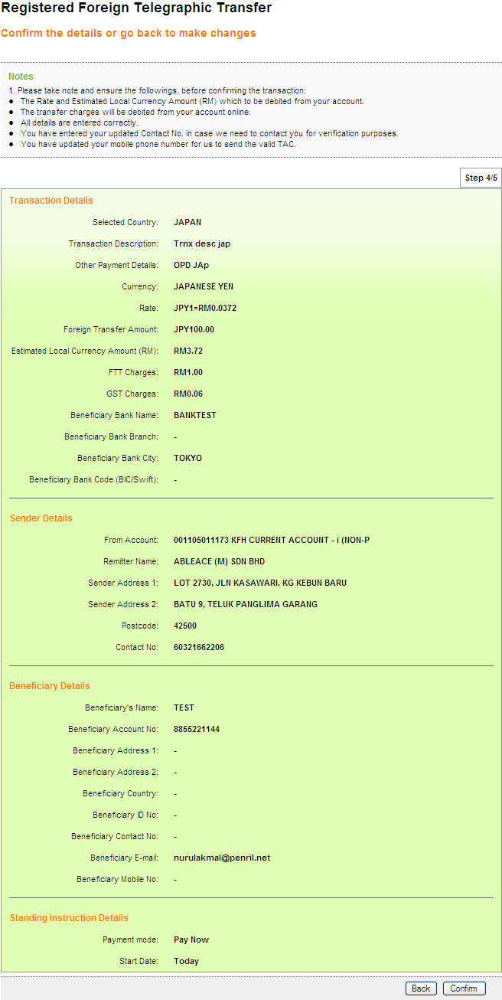 Registered Foreign Telegraphic Transfer
Confirm the details or go back to make changes
Notes
1. Please take note and ensure the followings, before confirming the transaction:
● The Rate and Estimated Local Currency Amount (RM) which to be debited from your account.
● The transfer charges will be debited from your account online.
● All details are entered correctly.
● You have entered your updated Contact No. in case we need to contact you for verification purposes.
● You have updated your mobile phone number for us to send the valid TAC.
Step 4/5
Transaction Details
Selected Country: JAPAN
Transaction Description: Trnx desc jap
Other Payment Details: OPD JAp
Currency: JAPANESE YEN
Rate: JPY1=RM0.0372
Foreign Transfer Amount: JPY100.00
Estimated Local Currency Amount (RM): RM3.72
FTT Charges: RM1.00
GST Charges: RM0.06
Beneficiary Bank Name: BANKTEST
Beneficiary Bank Branch: -
Beneficiary Bank City: TOKYO
Beneficiary Bank Code (BIC/Swift): -
Sender Details
From Account: 001105011173 KFH CURRENT ACCOUNT - i (NON-P
Remitter Name: ABLEACE (M) SDN BHD
Sender Address 1: LOT 2730, JLN KASAWARI, KG KEBUN BARU
Sender Address 2: BATU 9, TELUK PANGLIMA GARANG
Postcode: 42500
Contact No: 60321662206
Beneficiary Details
Beneficiary's Name: TEST
Beneficiary Account No: 8855221144
Beneficiary Address 1: -
Beneficiary Address 2: -
Beneficiary Country: -
Beneficiary ID No: -
Beneficiary Contact No: -
Beneficiary E-mail: nurulakmal@penril.net
Beneficiary Mobile No: -
Standing Instruction Details
Payment mode: Pay Now
Start Date: Today
Back Confirm